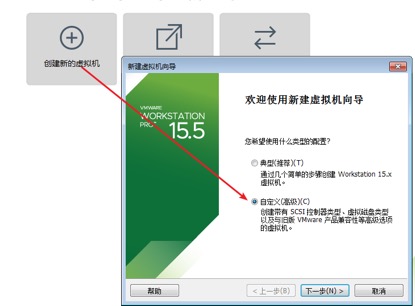 创建新的虚拟机
新建虚拟机向导
VMWARE
WORKSTATION
PRO™
15.5
欢迎使用新建虚拟机向导
您希望使用什么类型的配置?
典型(推荐)(T)
通过几个简单的步骤创建 Workstation 15.x
虚拟机。
自定义(高级)(C)
创建带有 SCSI 控制器类型、虚拟磁盘类型
以及与旧版 VMware 产品兼容性等高级选项
的虚拟机。
帮助
< 上一步(B)
下一步(N) >
取消